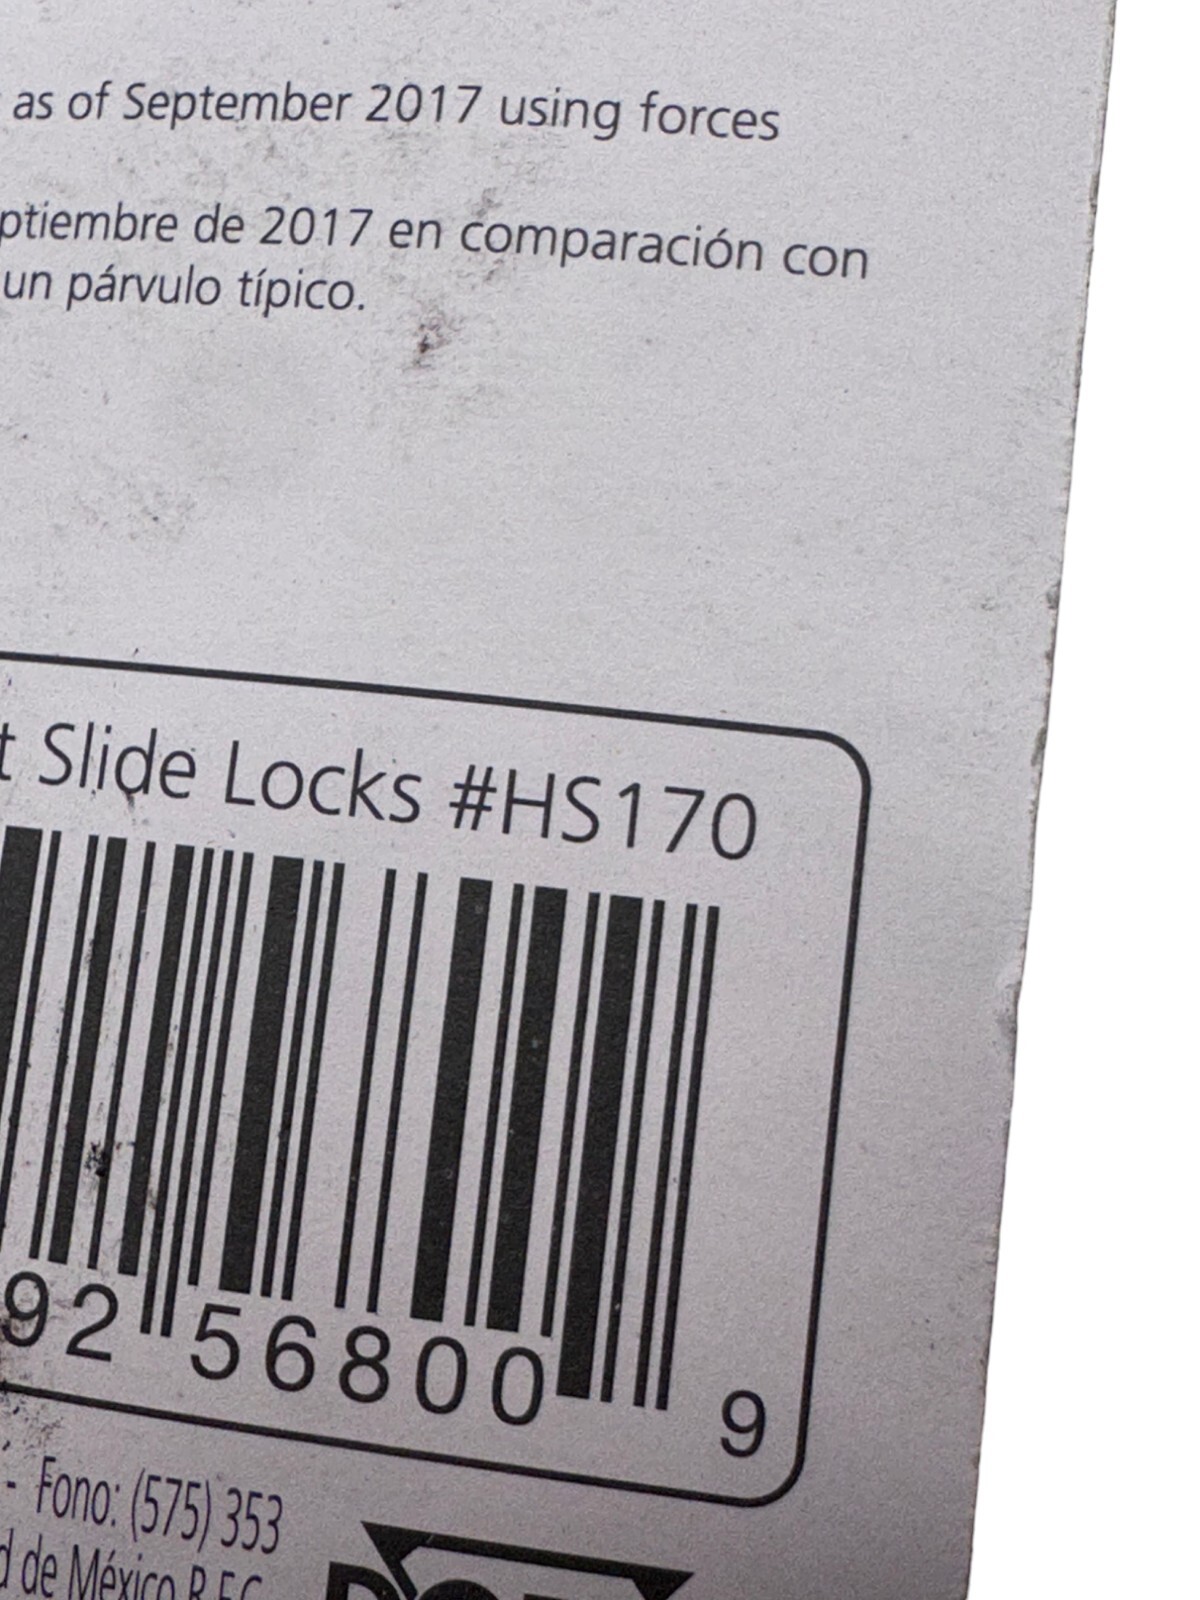 as of September 2017 using forces
de 2017 en comparación con
un párvulo típico.
Slide Locks #HS170
92 56800 9
- Fono: (575) 353
de México R.F.C.